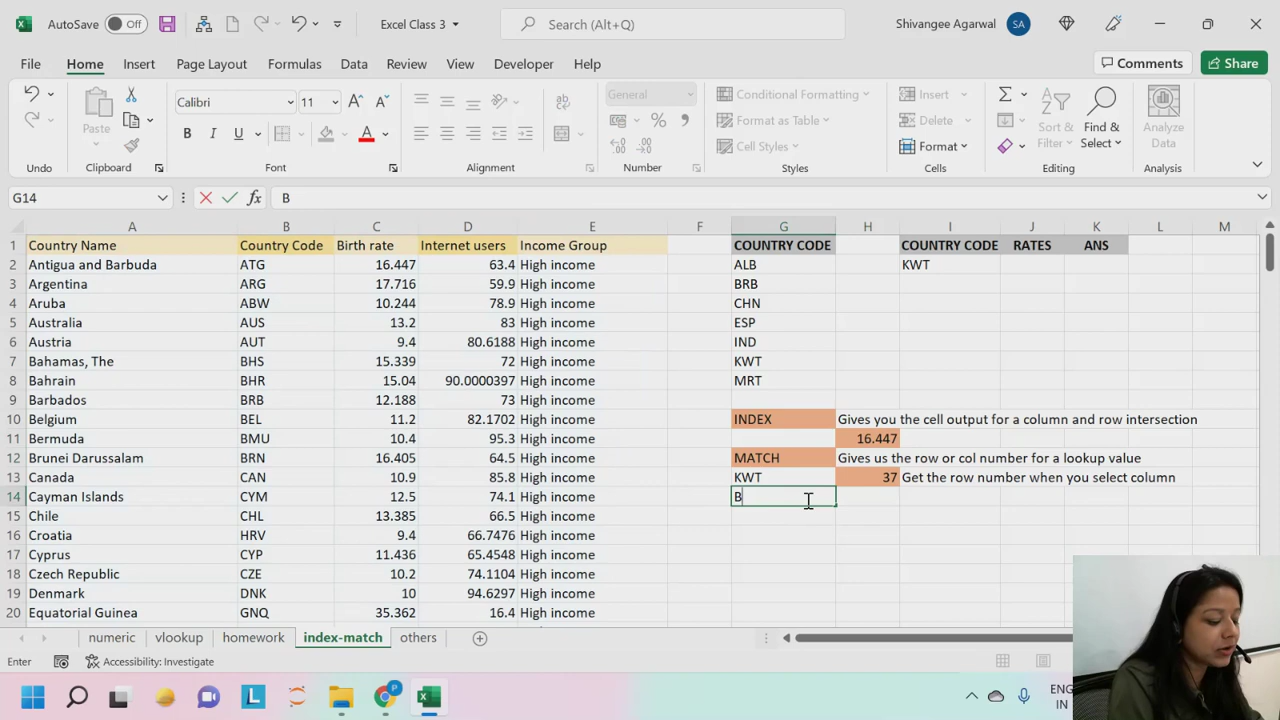 AutoSave Off Excel Class 3 Search (Alt+Q) Shivangee Agarwal SA
File Home Insert Page Layout Formulas Data Review View Developer Help Comments Share
Calibri 11 General Conditional Formatting Insert
Paste B I U Format as Table Delete Sort & Filter Find & Select Analyze Data
Cell Styles Format
Undo Clipboard Font Alignment Number Styles Cells Editing Analysis
G14 fx B
A B C D E F G H I J K L M
1 Country Name Country Code Birth rate Internet users Income Group COUNTRY CODE COUNTRY CODE RATES ANS
2 Antigua and Barbuda ATG 16.447 63.4 High income ALB KWT
3 Argentina ARG 17.716 59.9 High income BRB
4 Aruba ABW 10.244 78.9 High income CHN
5 Australia AUS 13.2 83 High income ESP
6 Austria AUT 9.4 80.6188 High income IND
7 Bahamas, The BHS 15.339 72 High income KWT
8 Bahrain BHR 15.04 90.0000397 High income MRT
9 Barbados BRB 12.188 73 High income
10 Belgium BEL 11.2 82.1702 High income INDEX Gives you the cell output for a column and row intersection
11 Bermuda BMU 10.4 95.3 High income 16.447
12 Brunei Darussalam BRN 16.405 64.5 High income MATCH Gives us the row or col number for a lookup value
13 Canada CAN 10.9 85.8 High income KWT 37 Get the row number when you select column
14 Cayman Islands CYM 12.5 74.1 High income B
15 Chile CHL 13.385 66.5 High income
16 Croatia HRV 9.4 66.7476 High income
17 Cyprus CYP 11.436 65.4548 High income
18 Czech Republic CZE 10.2 74.1104 High income
19 Denmark DNK 10 94.6297 High income
20 Equatorial Guinea GNQ 35.362 16.4 High income
numeric vlookup homework index-match others
Enter Accessibility: Investigate
L P ENG
IN